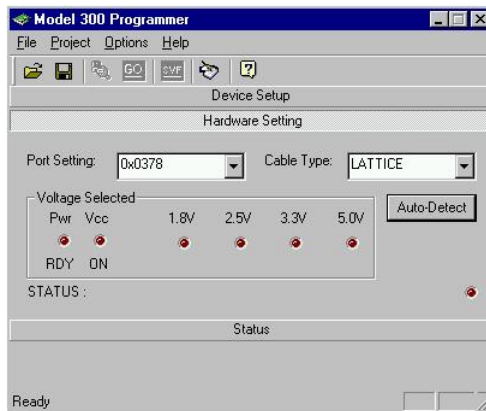 Model 300 Programmer
File Project Options Help
GO SVF
Device Setup
Hardware Setting
Port Setting: 0x0378 Cable Type: LATTICE
Voltage Selected
Pwr Vcc 1.8V 2.5V 3.3V 5.0V Auto-Detect
RDY ON
STATUS :
Status
Ready